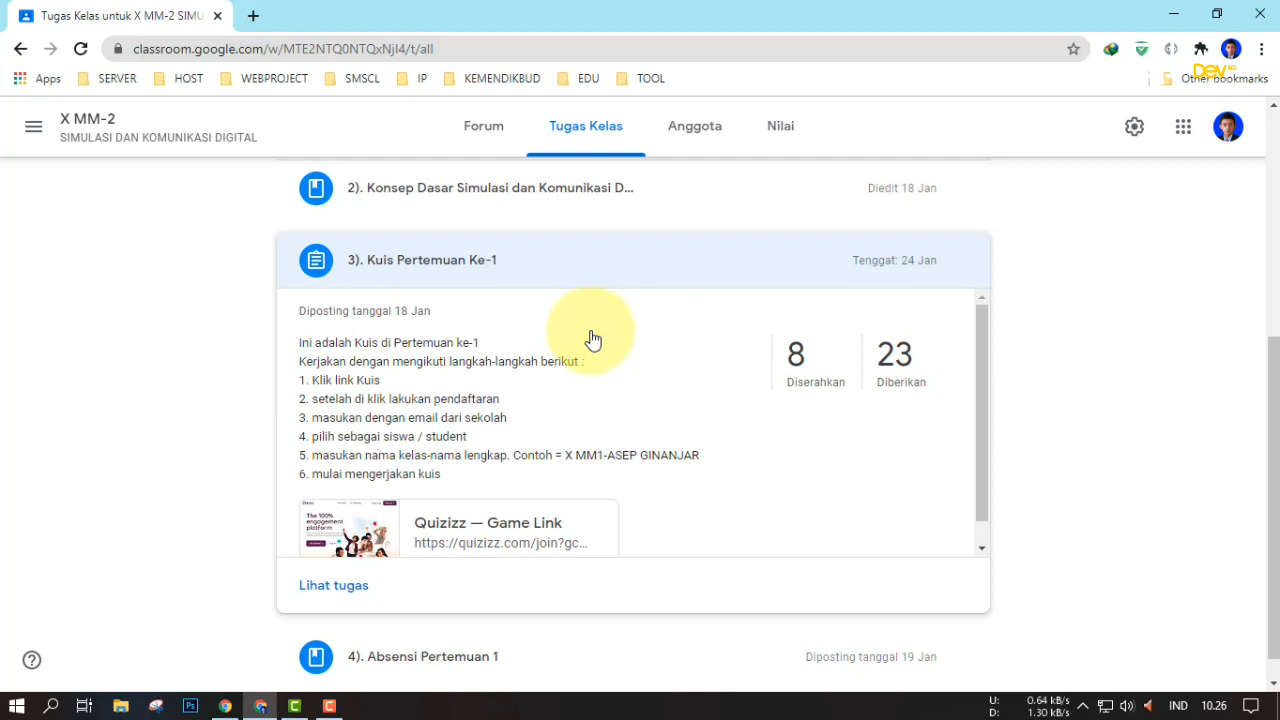 Tugas Kelas untuk X MM-2 SIMU
classroom.google.com/w/MTE2NTQ0NTQxNjI4/t/all
Apps
SERVER
HOST
WEBPROJECT
SMSCL
IP
KEMENDIKBUD
EDU
TOOL
Other bookmarks
Dev
X MM-2
SIMULASI DAN KOMUNIKASI DIGITAL
Forum
Tugas Kelas
Anggota
Nilai
2). Konsep Dasar Simulasi dan Komunikasi D...
Diedit 18 Jan
3). Kuis Pertemuan Ke-1
Tenggat: 24 Jan
Diposting tanggal 18 Jan
Ini adalah Kuis di Pertemuan ke-1
Kerjakan dengan mengikuti langkah-langkah berikut :
1. Klik link Kuis
2. setelah di klik lakukan pendaftaran
3. masukan dengan email dari sekolah
4. pilih sebagai siswa / student
5. masukan nama kelas-nama lengkap. Contoh = X MM1-ASEP GINANJAR
6. mulai mengerjakan kuis
8
Diserahkan
23
Diberikan
The 100%
engagement
platform
Quizizz — Game Link
https://quizizz.com/join?gc...
Lihat tugas
4). Absensi Pertemuan 1
Diposting tanggal 19 Jan
Ps
U: 0.64 kB/s
D: 1.30 kB/s
IND
10.26